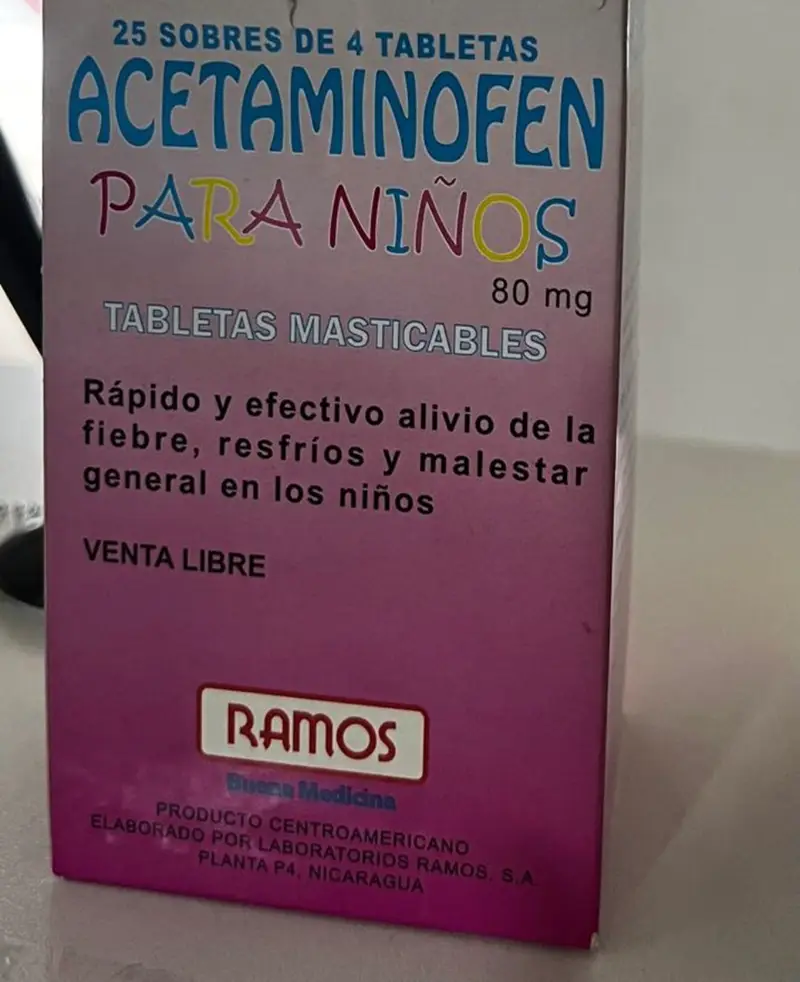 25 SOBRES DE 4 TABLETAS
ACETAMINOFEN
PARA NIÑOS
80 mg
TABLETAS MASTICABLES
Rápido y efectivo alivio de la
fiebre, resfríos y malestar
general en los niños
VENTA LIBRE
RAMOS
Buena Medicina
PRODUCTO CENTROAMERICANO
ELABORADO POR LABORATORIOS RAMOS, S.A.
PLANTA P4, NICARAGUA